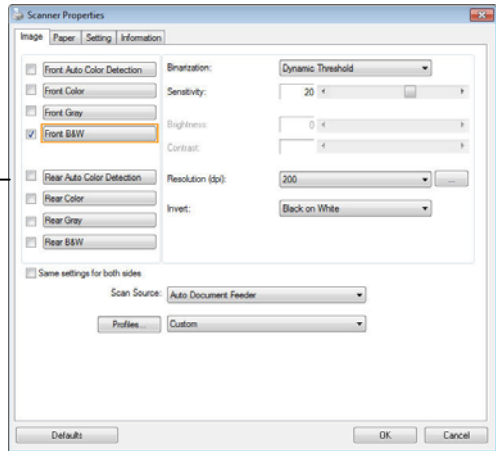 Scanner Properties
Image Paper Setting Information
Front Auto Color Detection
Front Color
Front Gray
Front B&W
Rear Auto Color Detection
Rear Color
Rear Gray
Rear B&W
Binarization: Dynamic Threshold
Sensitivity: 20
Brightness: 0
Contrast:
Resolution (dpi): 200 ...
Invert: Black on White
Same settings for both sides
Scan Source: Auto Document Feeder
Profiles... Custom
Defaults OK Cancel